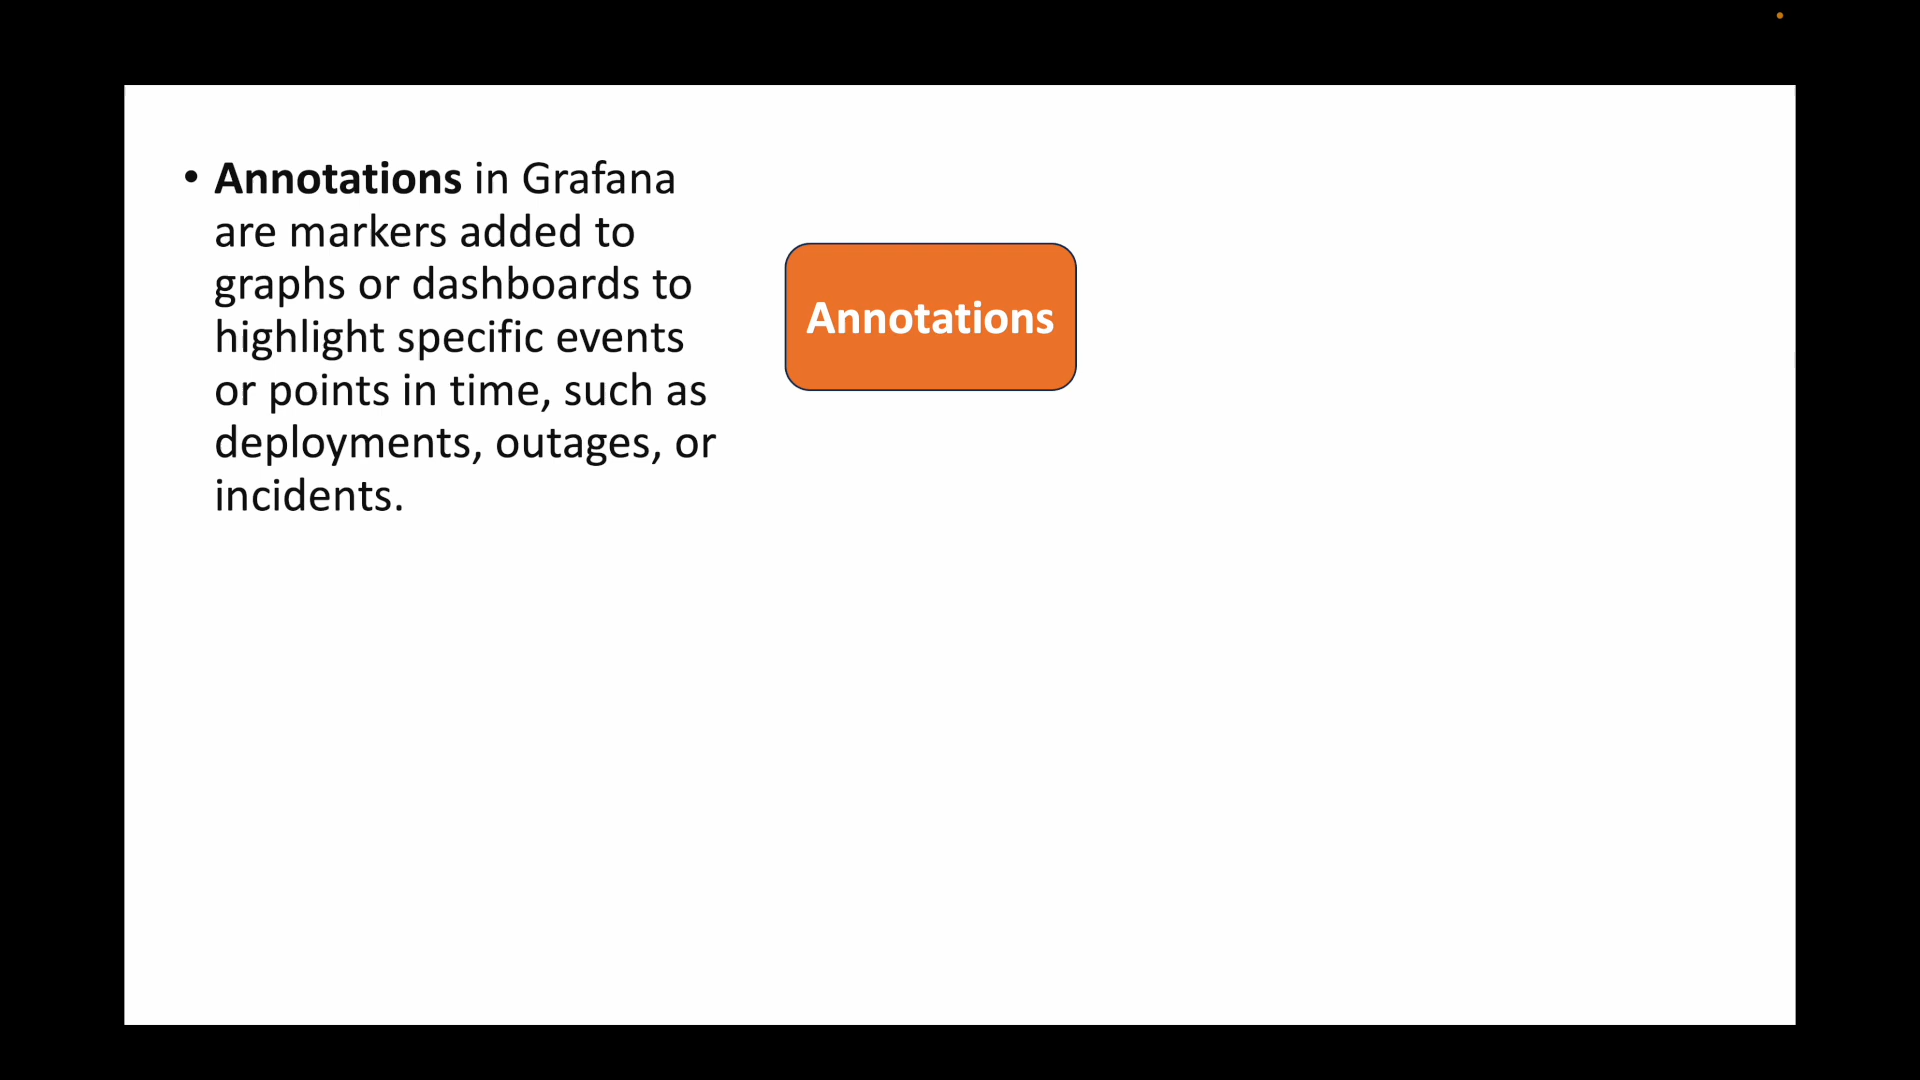 • Annotations in Grafana
are markers added to
graphs or dashboards to
highlight specific events
or points in time, such as
deployments, outages, or
incidents.
Annotations